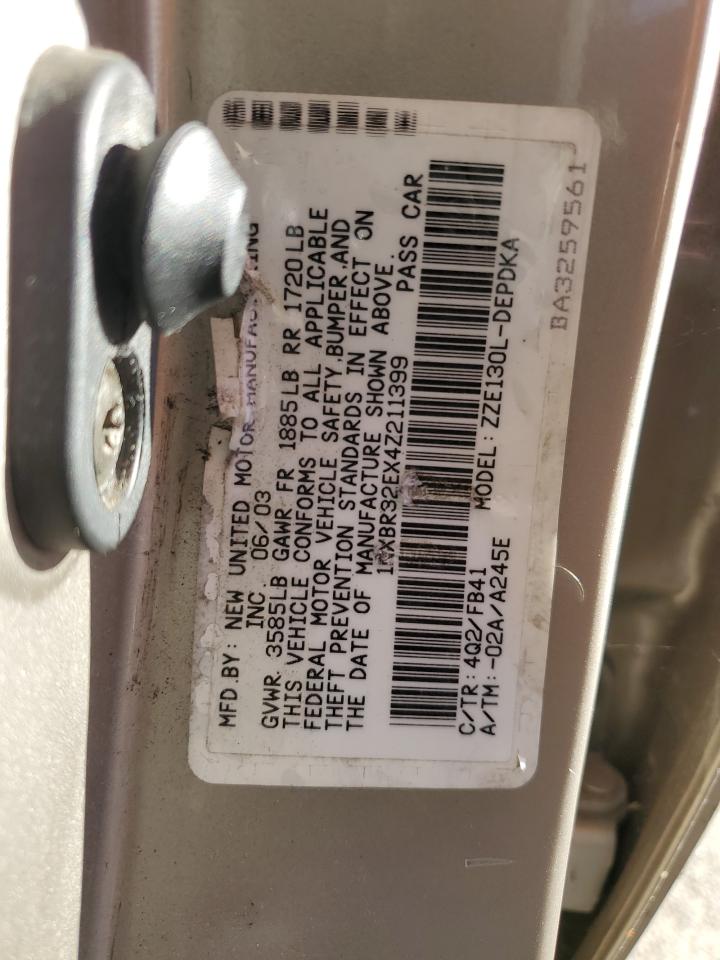 MFD.BY: NEW UNITED MOTOR MANUFACTURING
INC 06/03
GVWR 3585LB GAWR FR 1885LB RR 1720LB
THIS VEHICLE CONFORMS TO ALL APPLICABLE
FEDERAL MOTOR VEHICLE SAFETY,BUMPER,AND
THEFT PREVENTION STANDARDS IN EFFECT ON
THE DATE OF MANUFACTURE SHOWN ABOVE.
1NXBR32EX4Z211399 PASS CAR
C/TR: 4Q2/FB41 MODEL: ZZE130L-DEPDKA
A/TM: -02A/A245E
BA3259561